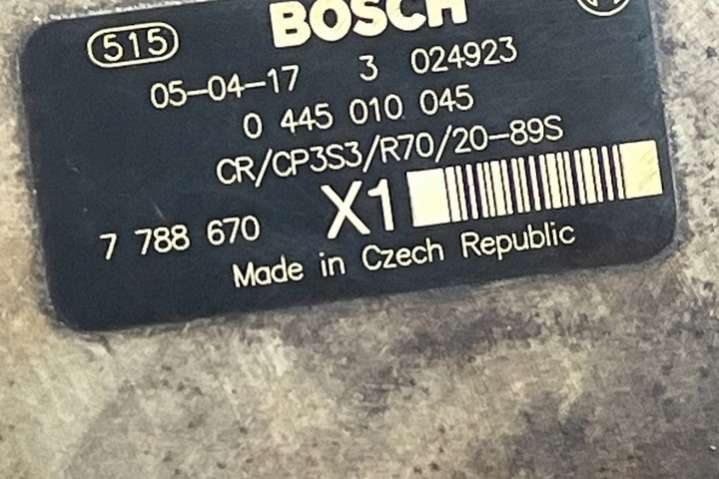 BOSCH
515
05-04-17 3 024923
0 445 010 045
CR/CP3S3/R70/20-89S
7 788 670 X1
Made in Czech Republic